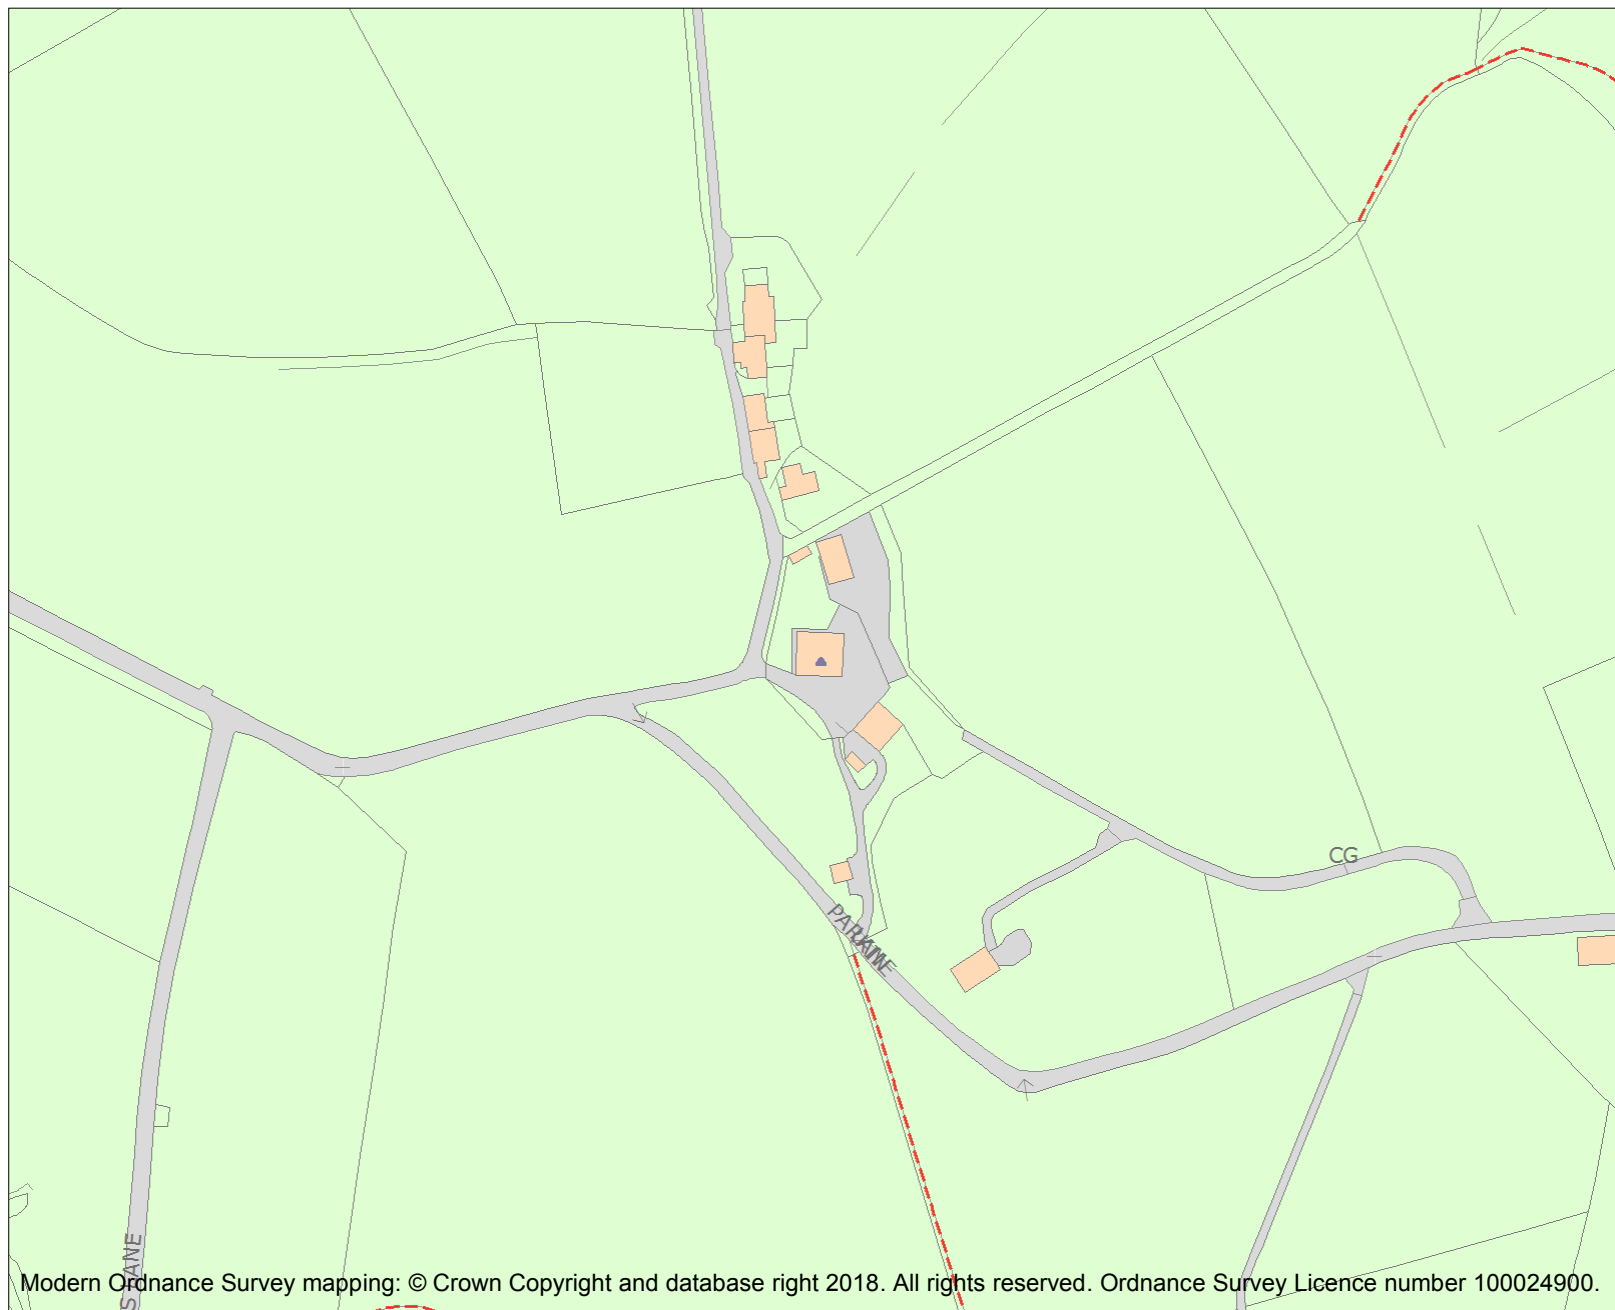 CG
PARK LANE
S LANE
Modern Ordnance Survey mapping: © Crown Copyright and database right 2018. All rights reserved. Ordnance Survey Licence number 100024900.